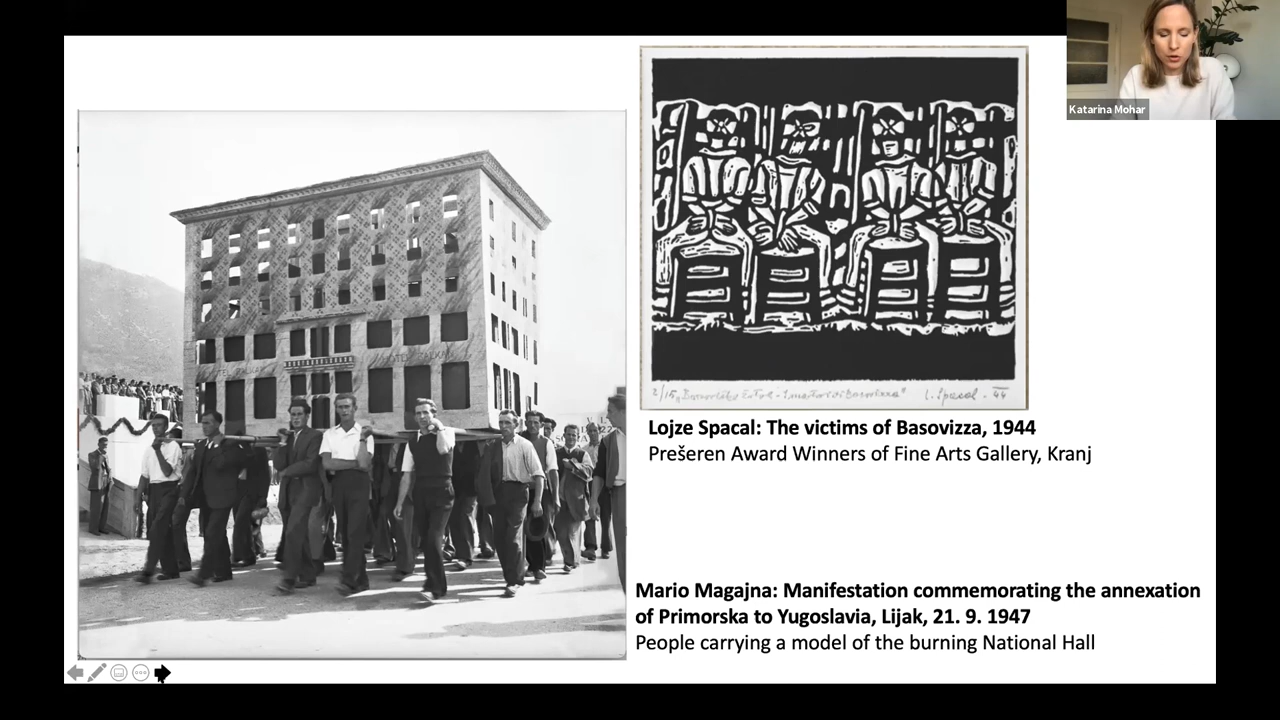 Katarina Mohar
Lojze Spacal: The victims of Basovizza, 1944
Prešeren Award Winners of Fine Arts Gallery, Kranj
Mario Magajna: Manifestation commemorating the annexation
of Primorska to Yugoslavia, Lijak, 21. 9. 1947
People carrying a model of the burning National Hall